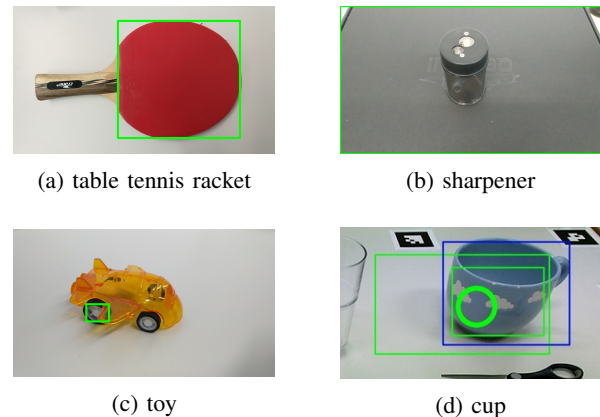 (a) table tennis racket
(b) sharpener
(c) toy
(d) cup